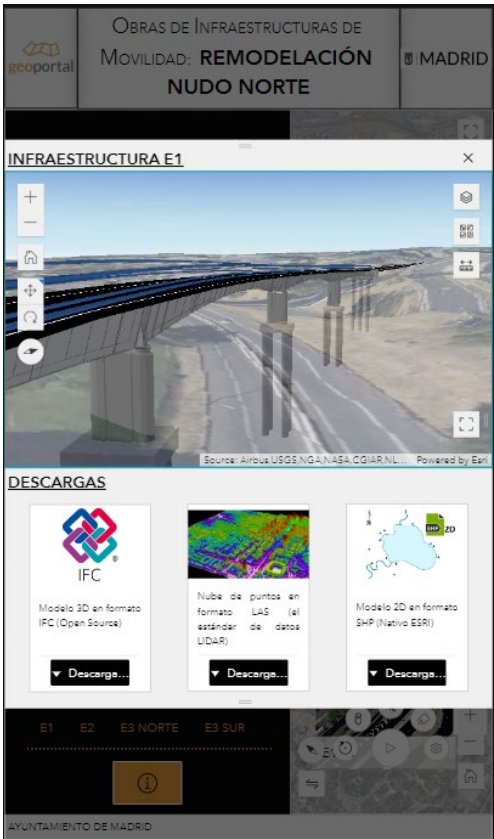 geoportal
OBRAS DE INFRAESTRUCTURAS DE
MOVILIDAD: REMODELACIÓN
NUDO NORTE
MADRID
INFRAESTRUCTURA E1
Source: Airbus,USGS,NGA,NASA,CGIAR,NL... Powered by Esri
DESCARGAS
IFC
®
Modelo 3D en formato
IFC (Open Source)
Descarga...
Nube de puntos en
formato LAS (el
estándar de datos
LIDAR)
Descarga...
SHP 2D
Modelo 2D en formato
SHP (Nativo ESRI)
Descarga...
E1 E2 E3 NORTE E3 SUR
AYUNTAMIENTO DE MADRID